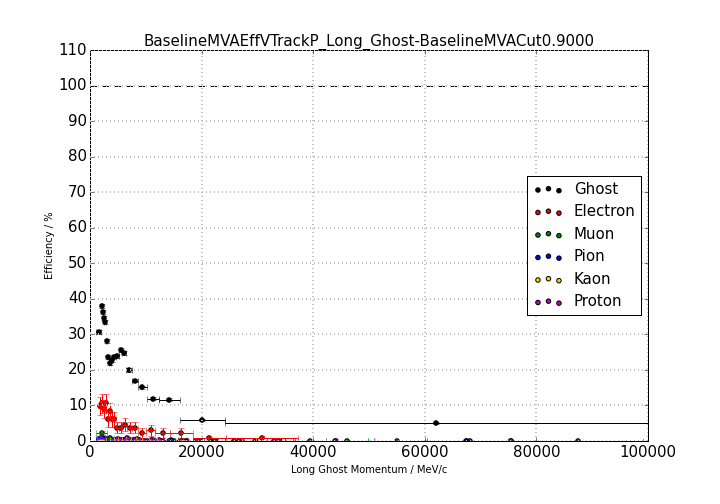 BaselineMVAEffVTrackP_Long_Ghost-BaselineMVACut0.9000
110
100
90
80
70
60
50
40
30
20
10
0
Efficiency / %
Ghost
Electron
Muon
Pion
Kaon
Proton
0 20000 40000 60000 80000 100000
Long Ghost Momentum / MeV/c